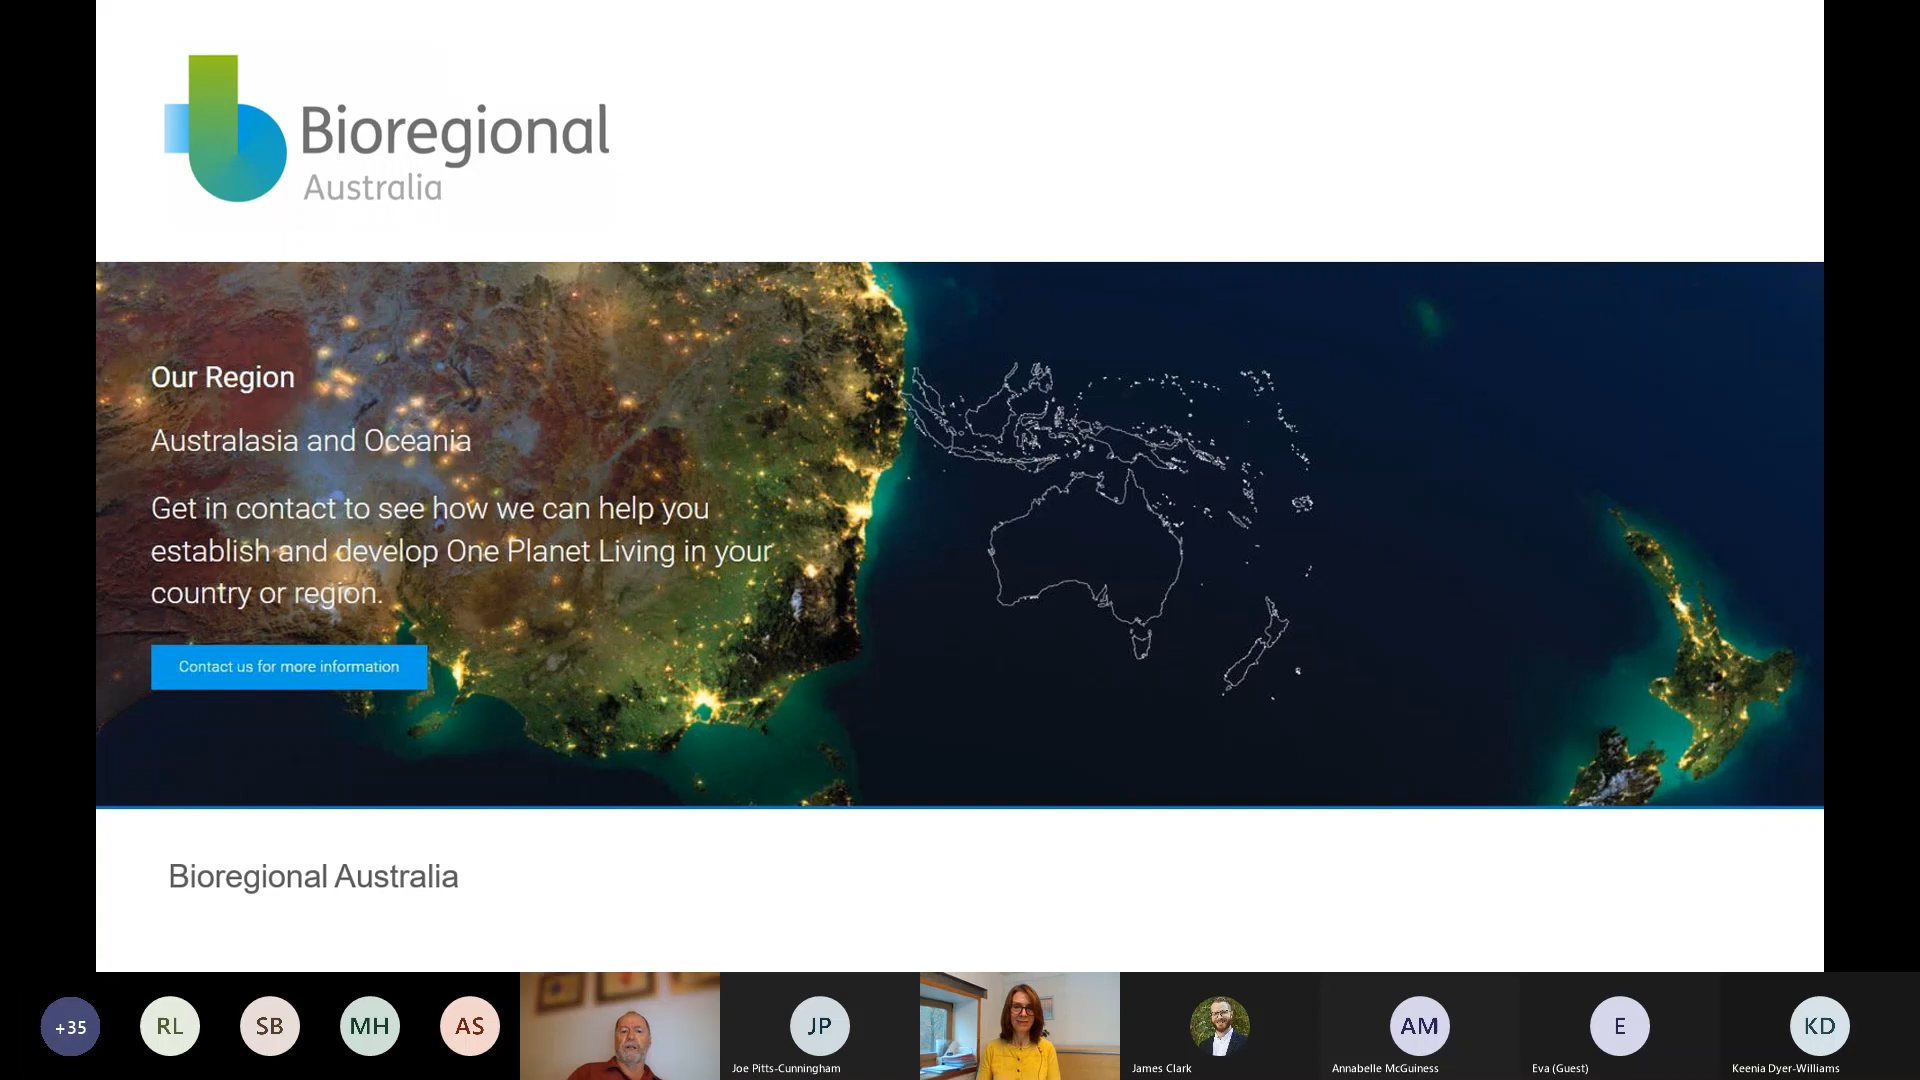 Bioregional
Australia
Our Region
Australasia and Oceania
Get in contact to see how we can help you
establish and develop One Planet Living in your
country or region.
Contact us for more information
Bioregional Australia
+35
RL
SB
MH
AS
JP
AM
E
KD
Joe Pitts-Cunningham
James Clark
Annabelle McGuiness
Eva (Guest)
Keenia Dyer-Williams